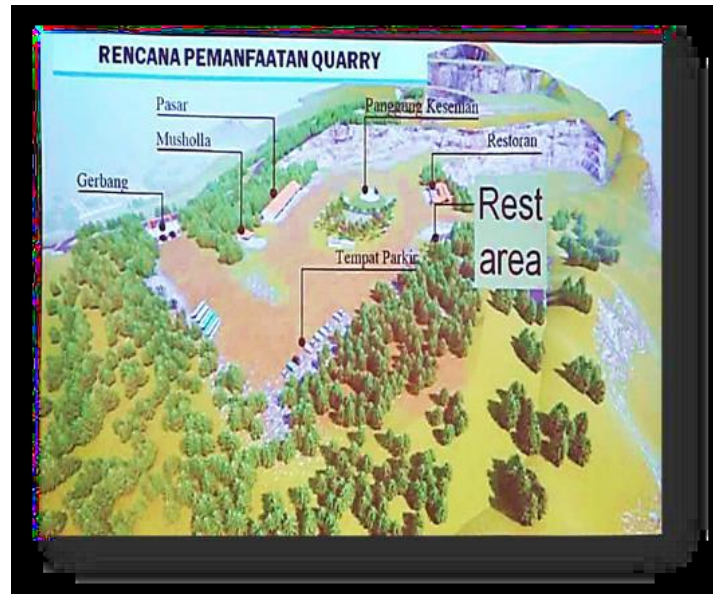 RENCANA PEMANFAATAN QUARRY
Pasar
Panggung Kesenian
Musholla
Restoran
Gerbang
Rest
area
Tempat Parkir